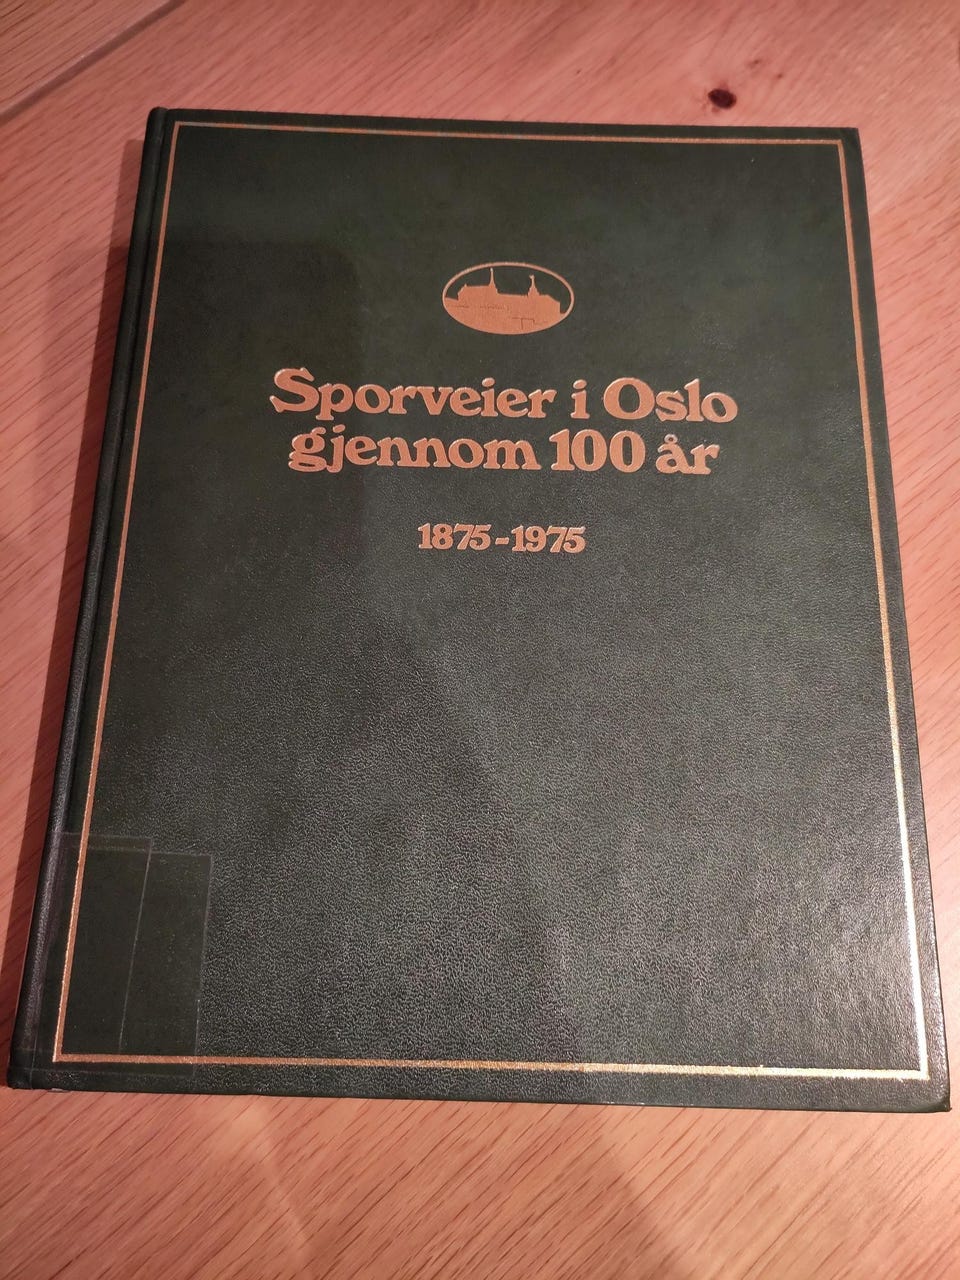 Sporveier i Oslo
gjennom 100 år
1875-1975